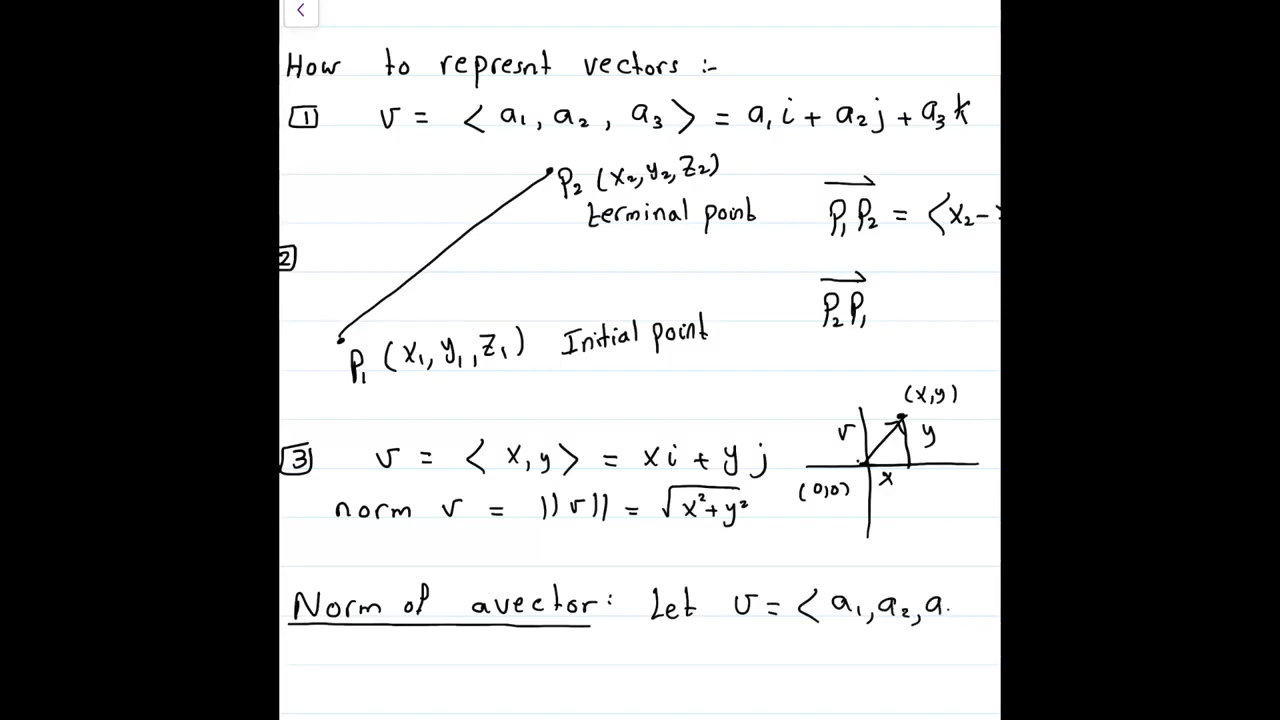 How to represnt vectors :-
1 v = < a₁, a₂, a₃ > = a₁ i + a₂ j + a₃ k
P₂ (x₂, y₂, z₂)
terminal point
P₁P₂ = <x₂ -
2
P₂P₁
P₁ (x₁, y₁, z₁) Initial point
(x,y)
3 v = < x, y > = x i + y j
v y
(0,0) x
norm v = ||v|| = √x²+y²
Norm of avector: Let v = < a₁, a₂, a.